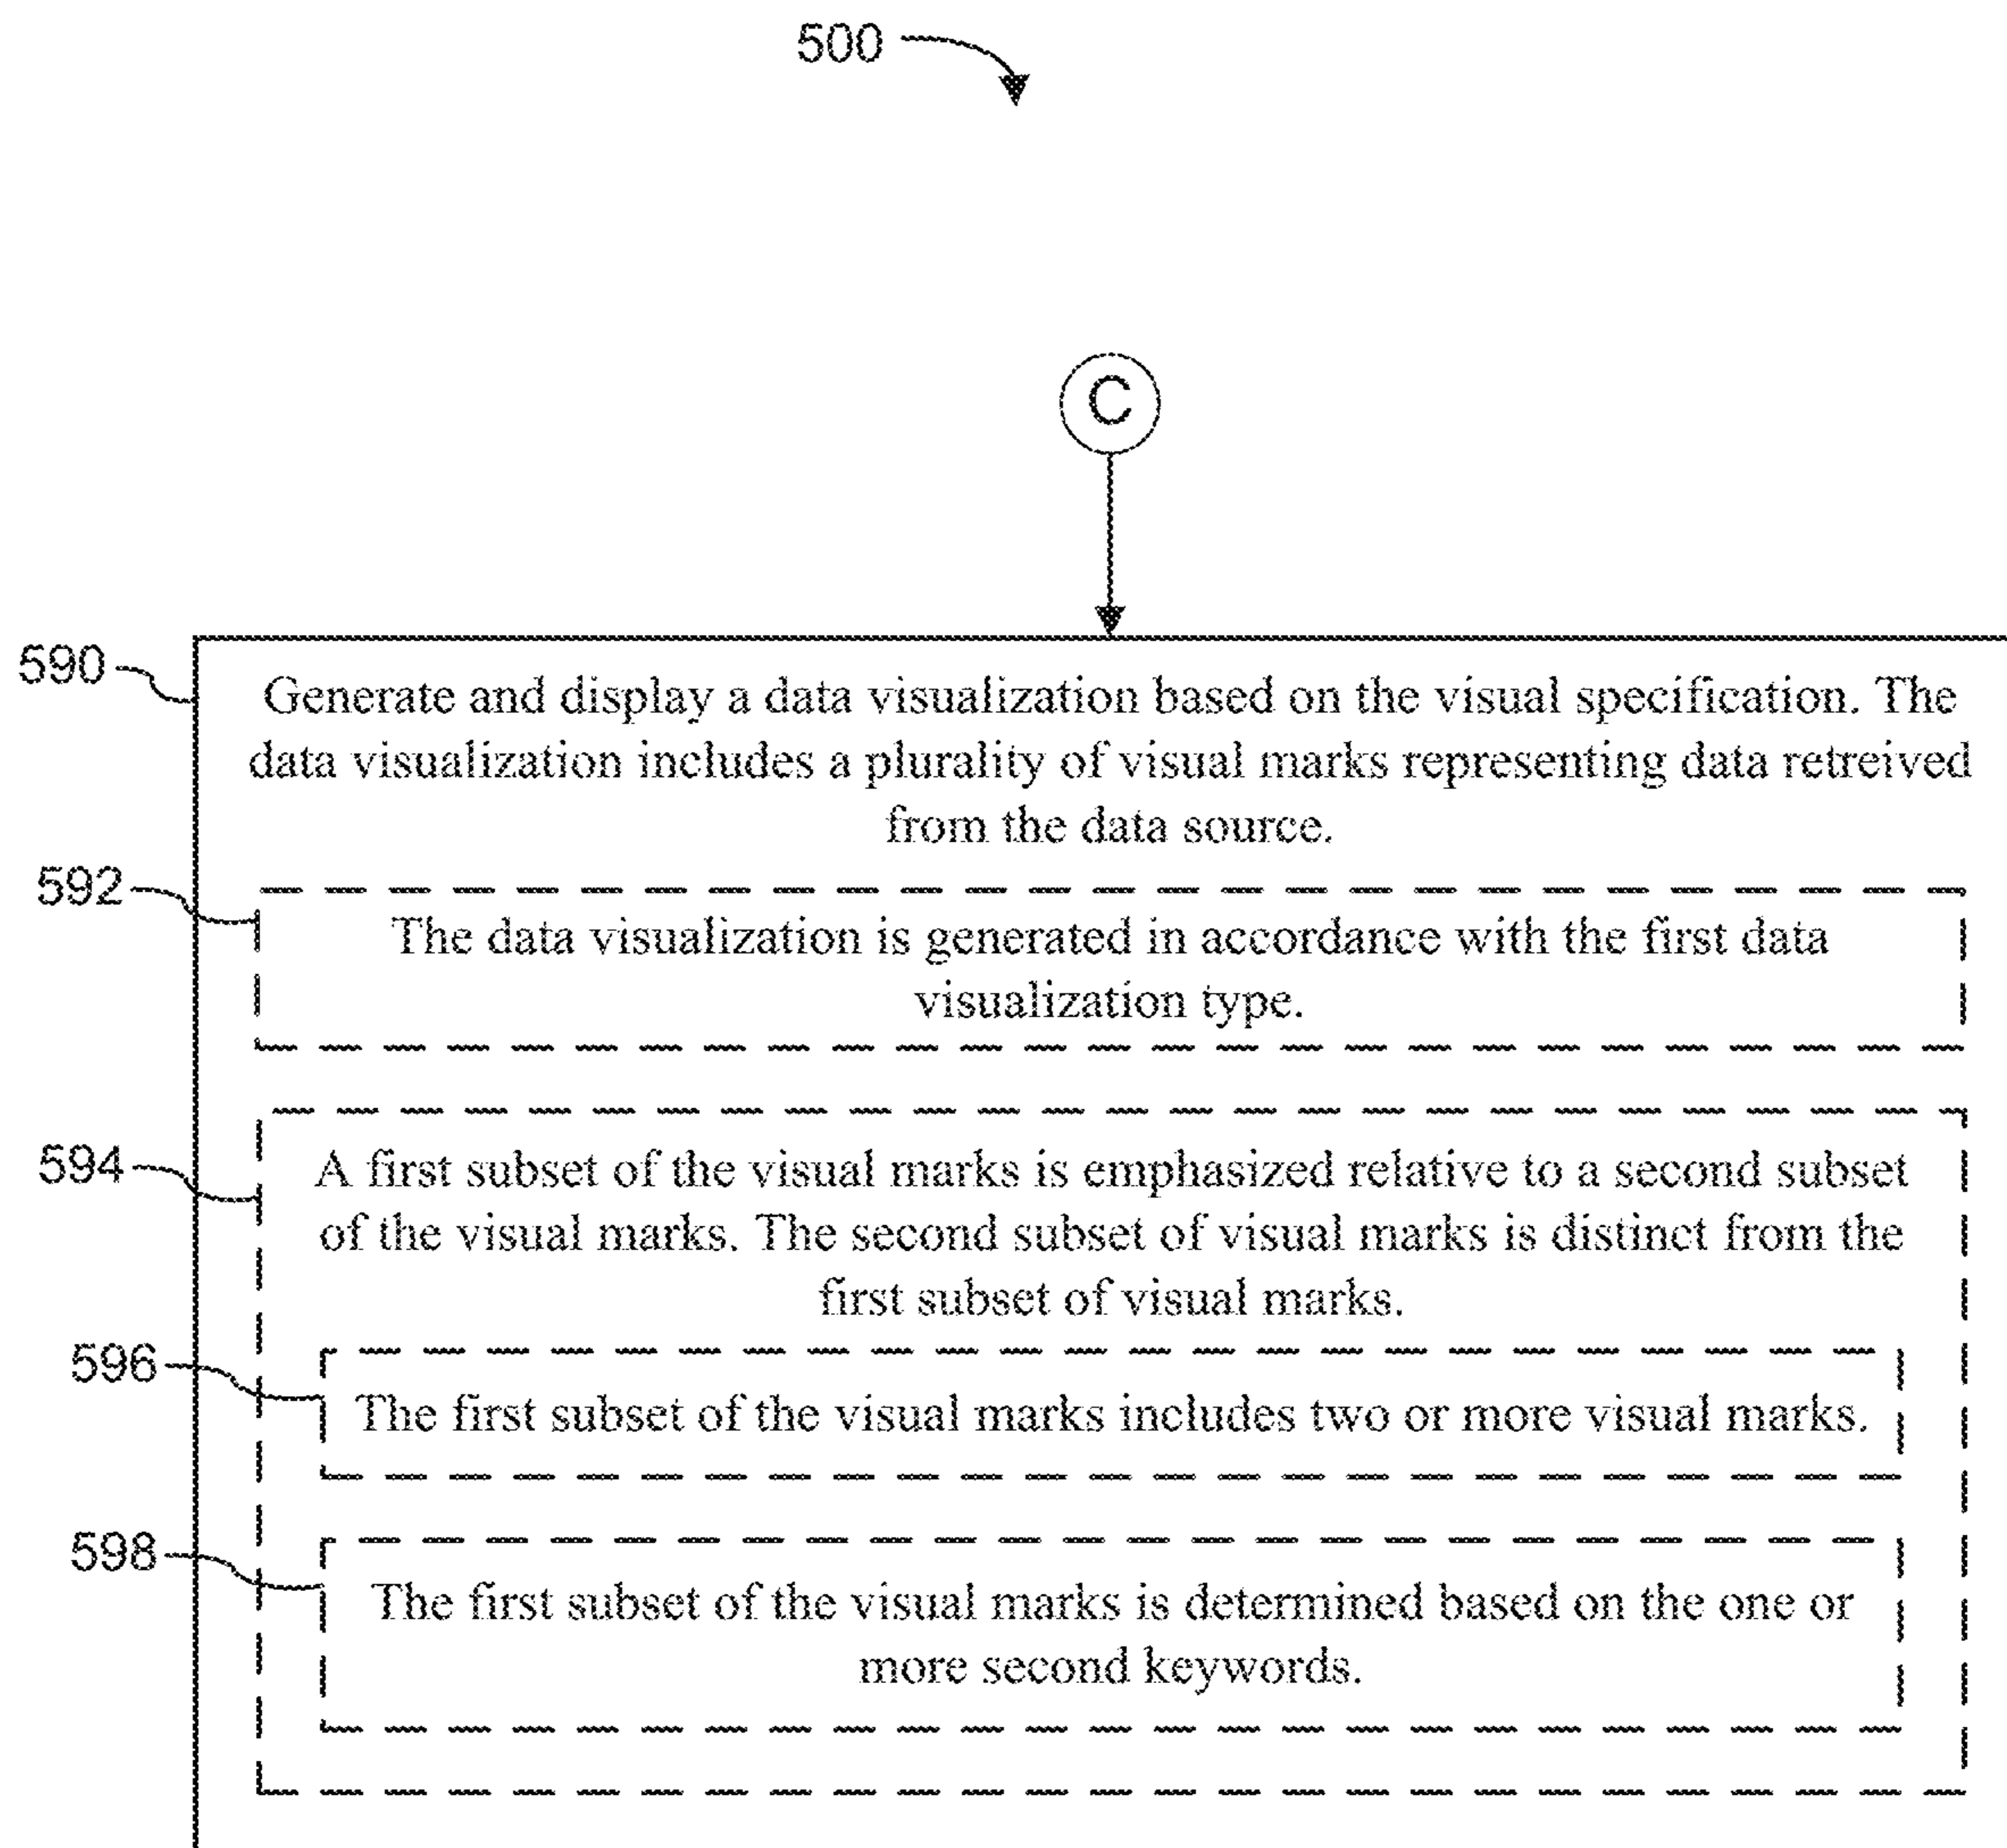 500
C
590
Generate and display a data visualization based on the visual specification. The
data visualization includes a plurality of visual marks representing data retreived
from the data source.
592
The data visualization is generated in accordance with the first data
visualization type.
594
A first subset of the visual marks is emphasized relative to a second subset
of the visual marks. The second subset of visual marks is distinct from the
first subset of visual marks.
596
The first subset of the visual marks includes two or more visual marks.
598
The first subset of the visual marks is determined based on the one or
more second keywords.